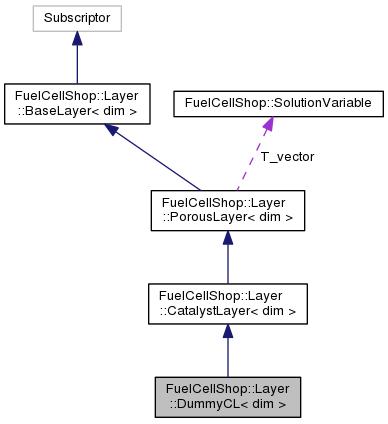 Subscriptor
FuelCellShop::Layer
::BaseLayer< dim >
FuelCellShop::SolutionVariable
T_vector
FuelCellShop::Layer
::PorousLayer< dim >
FuelCellShop::Layer
::CatalystLayer< dim >
FuelCellShop::Layer
::DummyCL< dim >